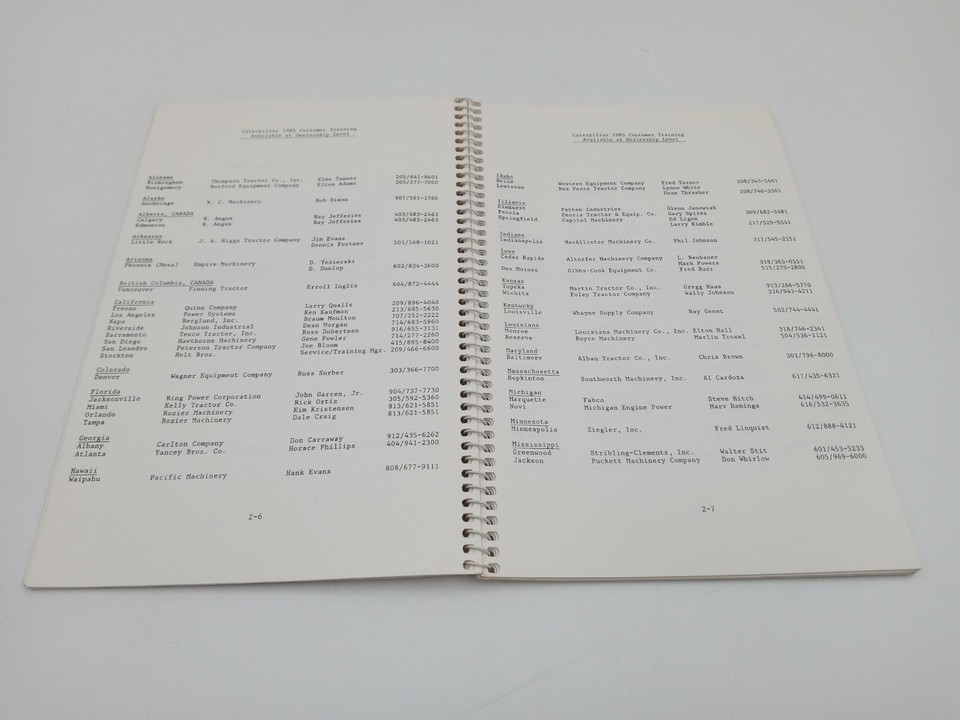 Caterpillar 1985 Customer Training
Available at Dealership Level
Alabama
Birmingham Thompson Tractor Co., Inc. Elmo Tanner 205/841-8601
Montgomery Burford Equipment Company Elton Adams 205/277-7000
Alaska
Anchorage N. C. Machinery Bob Dixon 907/561-1766
Alberta, CANADA
Calgary R. Angus Ray Jefferies 403/483-2463
Edmonton R. Angus Ray Jefferies 403/483-2463
Arkansas
Little Rock J. A. Riggs Tractor Company Jim Evans
Dennis Fortner 501/568-1021
Arizona
Phoenix (Mesa) Empire Machinery D. Tezierski
D. Dunlop 602/834-3600
British Columbia, CANADA
Vancouver Finning Tractor Erroll Inglis 604/872-4444
California
Fresno Quinn Company Larry Qualls 209/896-4040
Los Angeles Power Systems Ken Kaufman 213/685-5630
Napa Berglund, Inc. Braum Moulton 707/252-2222
Riverside Johnson Industrial Dean Morgan 714/683-5960
Sacramento Tenco Tractor, Inc. Ross Doberteen 916/655-3131
San Diego Hawthorne Machinery Gene Fowler 714/277-2260
San Leandro Peterson Tractor Company Joe Bloom 415/895-8400
Stockton Holt Bros. Service/Training Mgr. 209/466-6600
Colorado
Denver Wagner Equipment Company Russ Surber 303/366-7700
Florida
Jacksonville Ring Power Corporation John Garren, Jr. 904/737-7730
Miami Kelly Tractor Co. Rick Ortiz 305/592-5360
Orlando Rozier Machinery Kim Kristensen 813/621-5851
Tampa Rozier Machinery Dale Craig 813/621-5851
Georgia
Albany Carlton Company Don Carraway 912/435-6262
Atlanta Yancey Bros. Co. Horace Phillips 404/941-2300
Hawaii
Waipahu Pacific Machinery Hank Evans 808/677-9111
2-6
Caterpillar 1985 Customer Training
Available at Dealership Level
Idaho
Boise Western Equipment Company Fred Turner 208/345-5401
Lewiston Nez Perce Tractor Company Lynne White
Dean Thrasher 208/746-3301
Illinois
Elmhurst Patten Industries Glenn Janowiak
Peoria Peoria Tractor & Equip. Co. Gary Spires 309/682-5481
Springfield Capitol Machinery Ed Ligon
Larry Kimble 217/529-5541
Indiana
Indianapolis MacAllister Machinery Co. Phil Johnson 317/545-2151
Iowa
Cedar Rapids Altorfer Machinery Company L. Neubauer
Mark Powers 319/365-0551
Des Moines Gibbs-Cook Equipment Co. Fred Burr 515/270-2800
Kansas
Topeka Martin Tractor Co., Inc. Gregg Haas 913/266-5770
Wichita Foley Tractor Company Wally Johnson 316/943-4211
Kentucky
Louisville Whayne Supply Company Ray Genet 502/744-4441
Louisiana
Monroe Louisiana Machinery Co., Inc. Elton Hall 318/746-2341
Reserve Boyce Machinery Marlin Troxel 504/536-1121
Maryland
Baltimore Alban Tractor Co., Inc. Chris Brown 301/796-8000
Massachusetts
Hopkinton Southworth Machinery, Inc. Al Cardoza 617/435-6321
Michigan
Marquette Fabco Steve Hitch 414/499-0611
Novi Michigan Engine Power Marv Reminga 616/532-3635
Minnesota
Minneapolis Ziegler, Inc. Fred Linquist 612/888-4121
Mississippi
Greenwood Stribling-Clements, Inc. Walter Stit 601/453-5233
Jackson Puckett Machinery Company Don Whirlow 605/969-6000
2-7